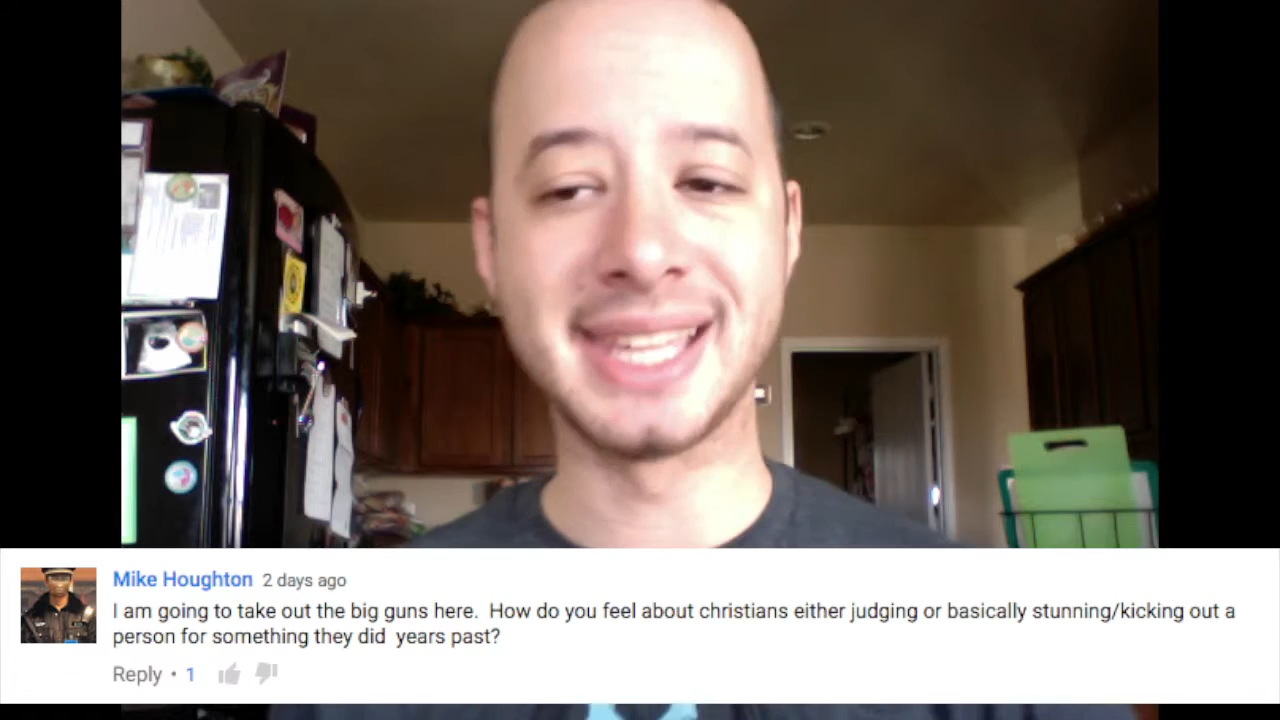 Mike Houghton 2 days ago
I am going to take out the big guns here.  How do you feel about christians either judging or basically stunning/kicking out a
person for something they did  years past?
Reply • 1